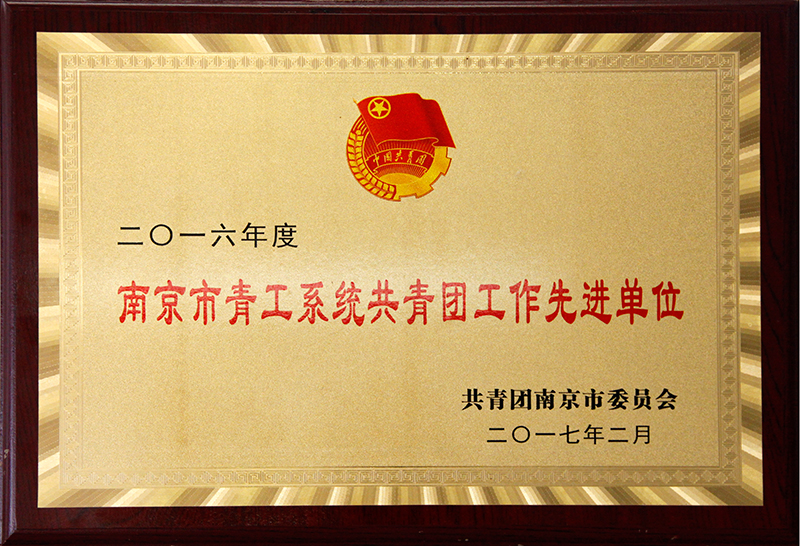 中国共青团
二〇一六年度
南京市青工系统共青团工作先进单位
共青团南京市委员会
二〇一七年二月